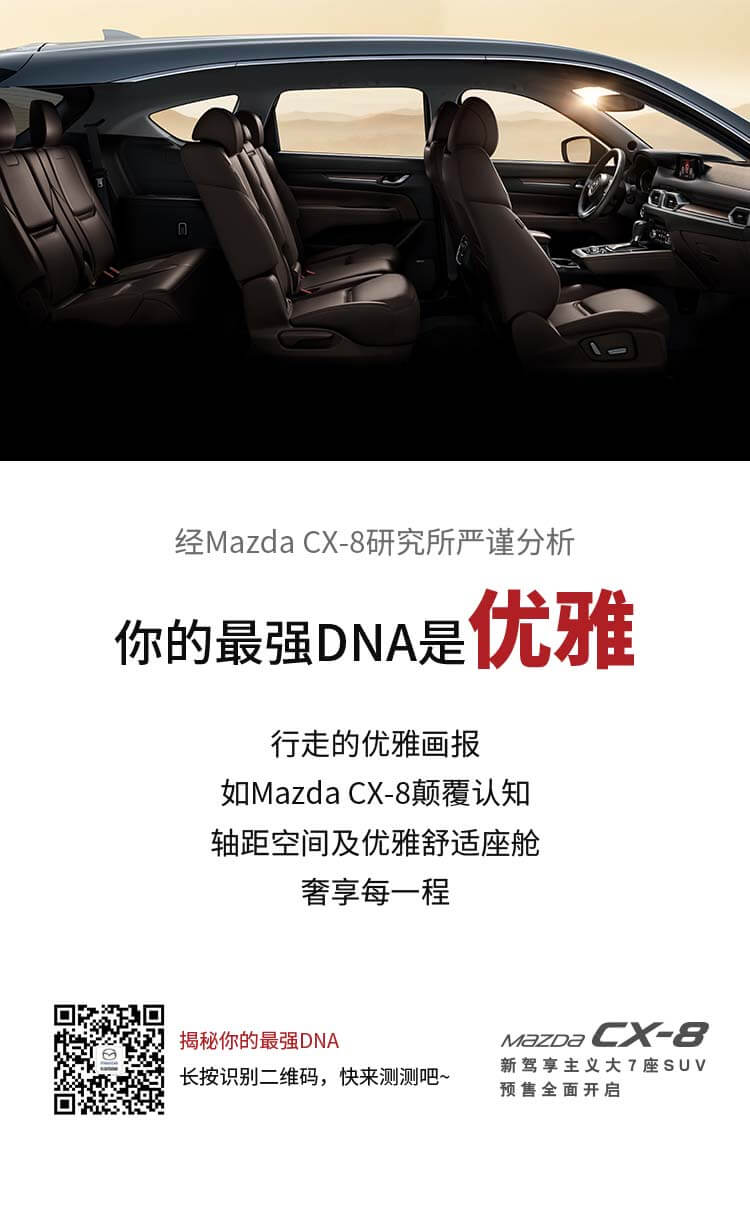 经Mazda CX-8研究所严谨分析
你的最强DNA是优雅
行走的优雅画报
如Mazda CX-8颠覆认知
轴距空间及优雅舒适座舱
奢享每一程
揭秘你的最强DNA
长按识别二维码，快来测测吧~
mazda CX-8
新驾享主义大7座SUV
预售全面开启